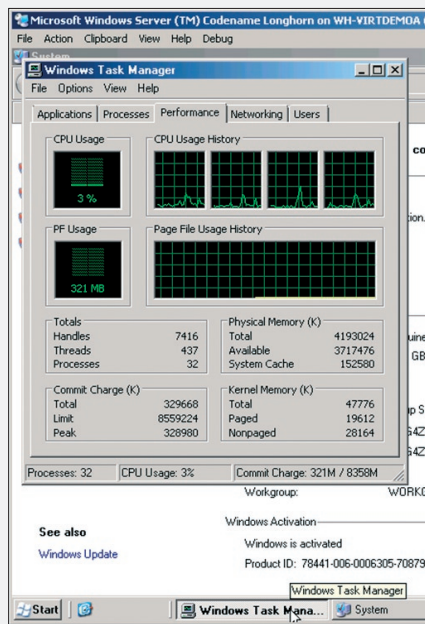 Microsoft Windows Server (TM) Codename Longhorn on WH-VIRTDEMOA
File Action Clipboard View Help Debug
System
Windows Task Manager
File Options View Help
Applications Processes Performance Networking Users
CPU Usage CPU Usage History
3 %
PF Usage Page File Usage History
321 MB
Totals Physical Memory (K)
Handles 7416 Total 4193024
Threads 437 Available 3717476
Processes 32 System Cache 152580
Commit Charge (K) Kernel Memory (K)
Total 329668 Total 47776
Limit 8559224 Paged 19612
Peak 328980 Nonpaged 28164
Processes: 32 CPU Usage: 3% Commit Charge: 321M / 8358M
co
GB
Workgroup: WORK
See also
Windows Update
Windows Activation
Windows is activated
Product ID: 78441-006-0006305-70879
Windows Task Manager
Start Windows Task Mana... System